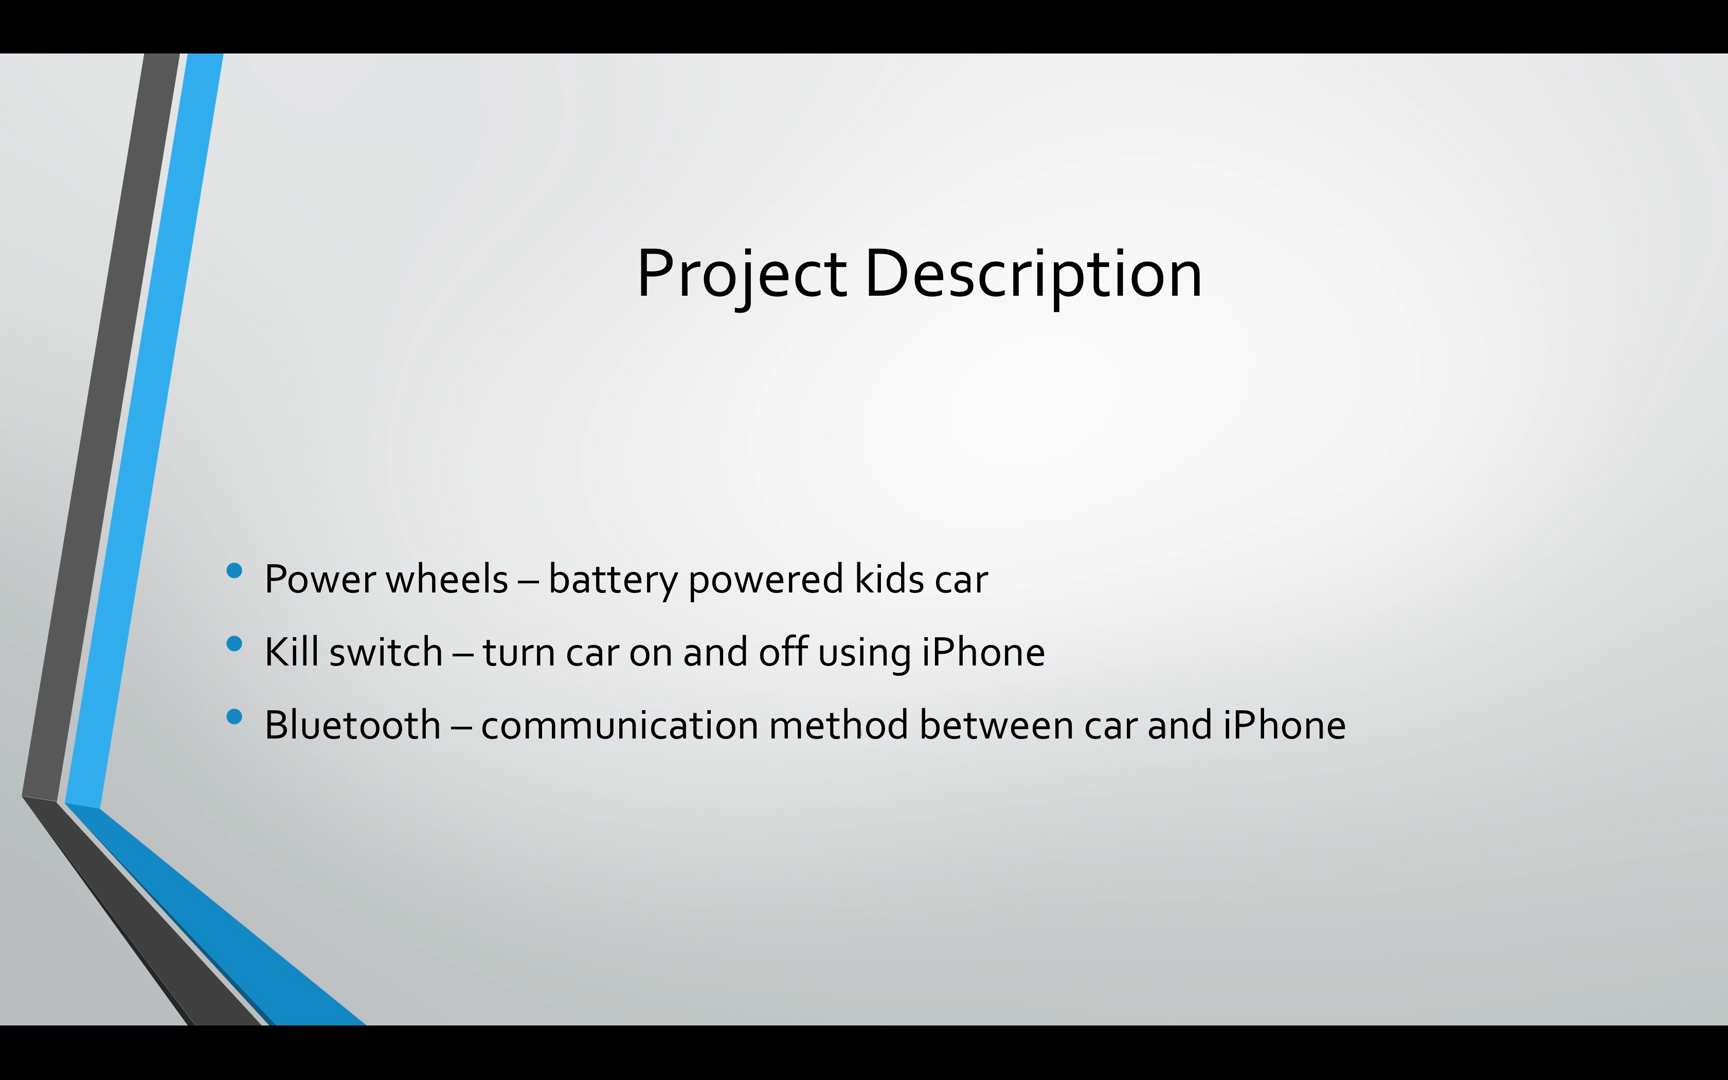 Project Description
• Power wheels – battery powered kids car
• Kill switch – turn car on and off using iPhone
• Bluetooth – communication method between car and iPhone